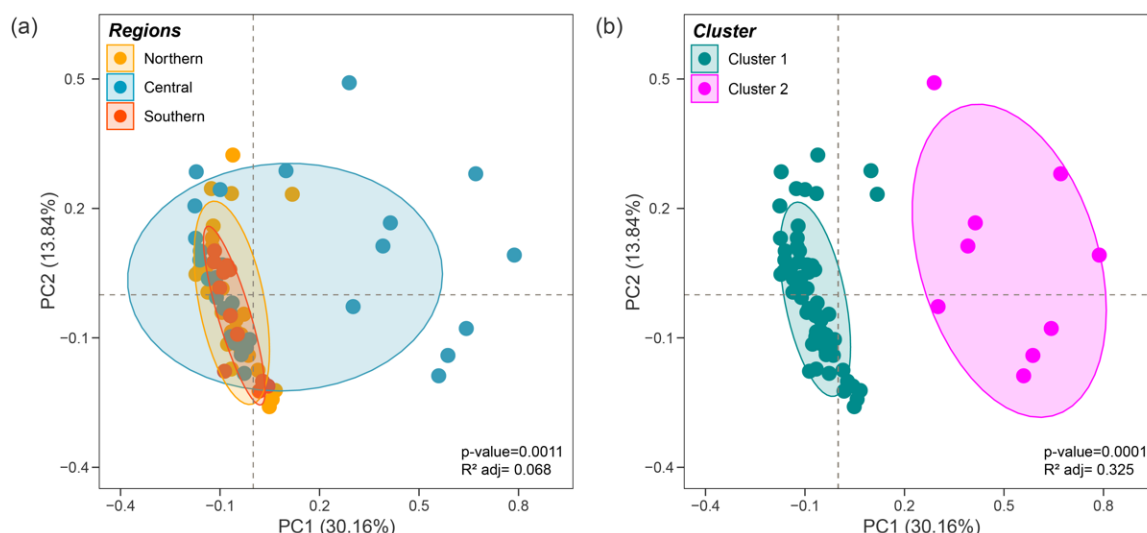 (a)
Regions
Northern
Central
Southern
0.5
0.2
−0.1
−0.4
PC2 (13.84%)
p-value=0.0011
R² adj= 0.068
−0.4
−0.1
0.2
0.5
0.8
PC1 (30.16%)
(b)
Cluster
Cluster 1
Cluster 2
0.5
0.2
−0.1
−0.4
PC2 (13.84%)
p-value=0.0001
R² adj= 0.325
−0.4
−0.1
0.2
0.5
0.8
PC1 (30.16%)